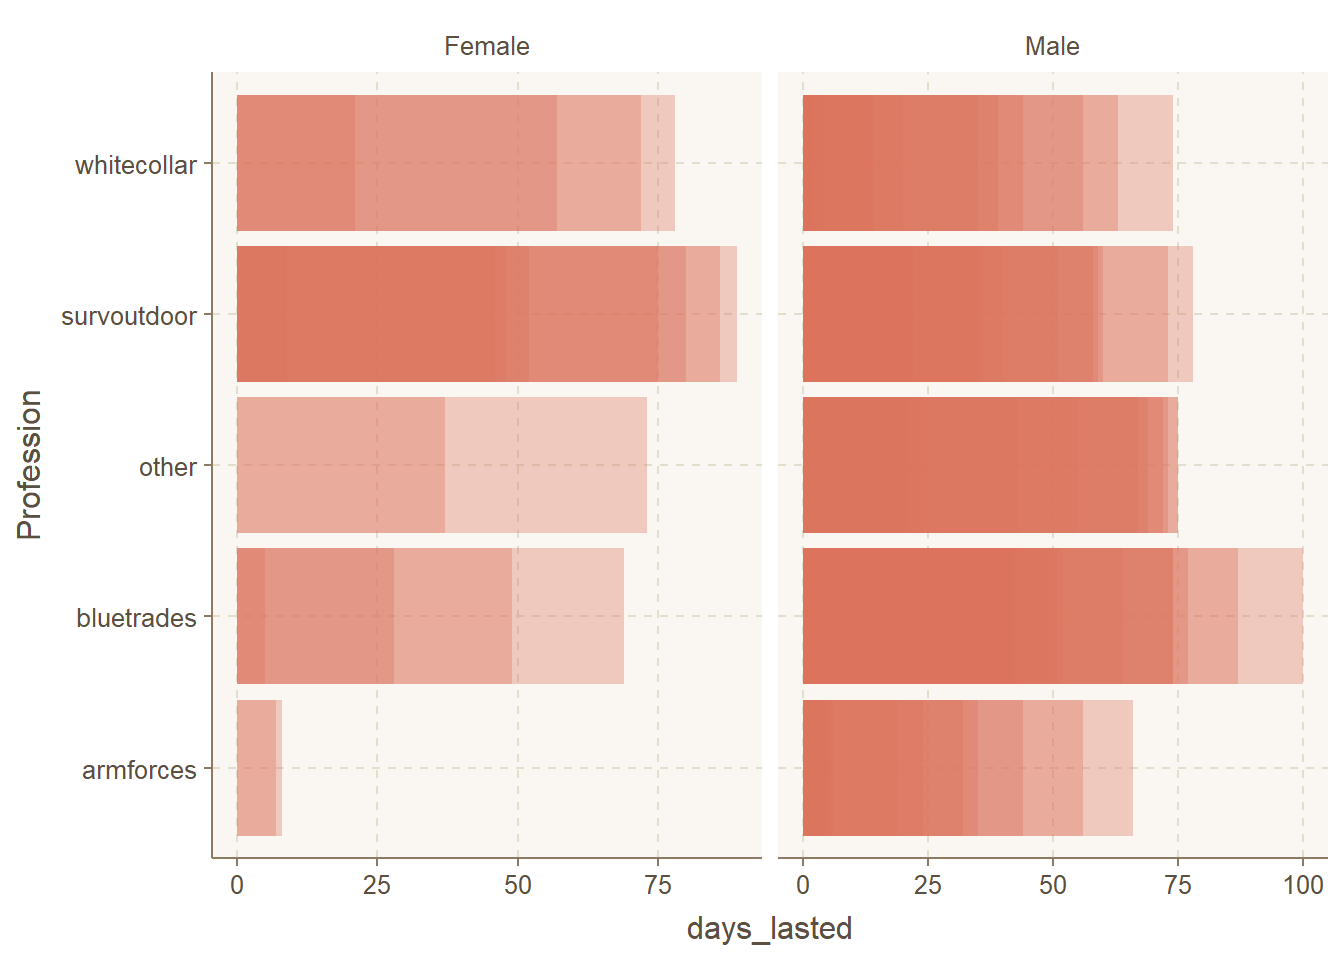 Female
Male
whitecollar
survoutdoor
other
bluetrades
armforces
Profession
0 25 50 75
0 25 50 75 100
days_lasted